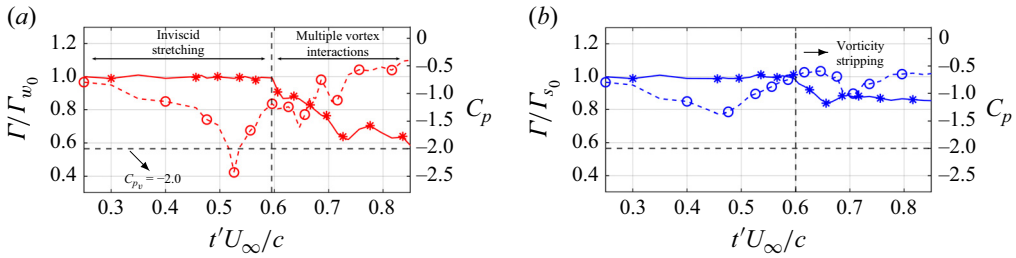 (a)
Inviscid
stretching
Multiple vortex
interactions
1.2
1.0
0.8
0.6
0.4
Γ/Γw0
0
−0.5
−1.0
−1.5
−2.0
−2.5
Cp
Cpv = −2.0
0.3 0.4 0.5 0.6 0.7 0.8
t′U∞/c
(b)
Vorticity
stripping
1.2
1.0
0.8
0.6
0.4
Γ/Γs0
0
−0.5
−1.0
−1.5
−2.0
−2.5
Cp
0.3 0.4 0.5 0.6 0.7 0.8
t′U∞/c